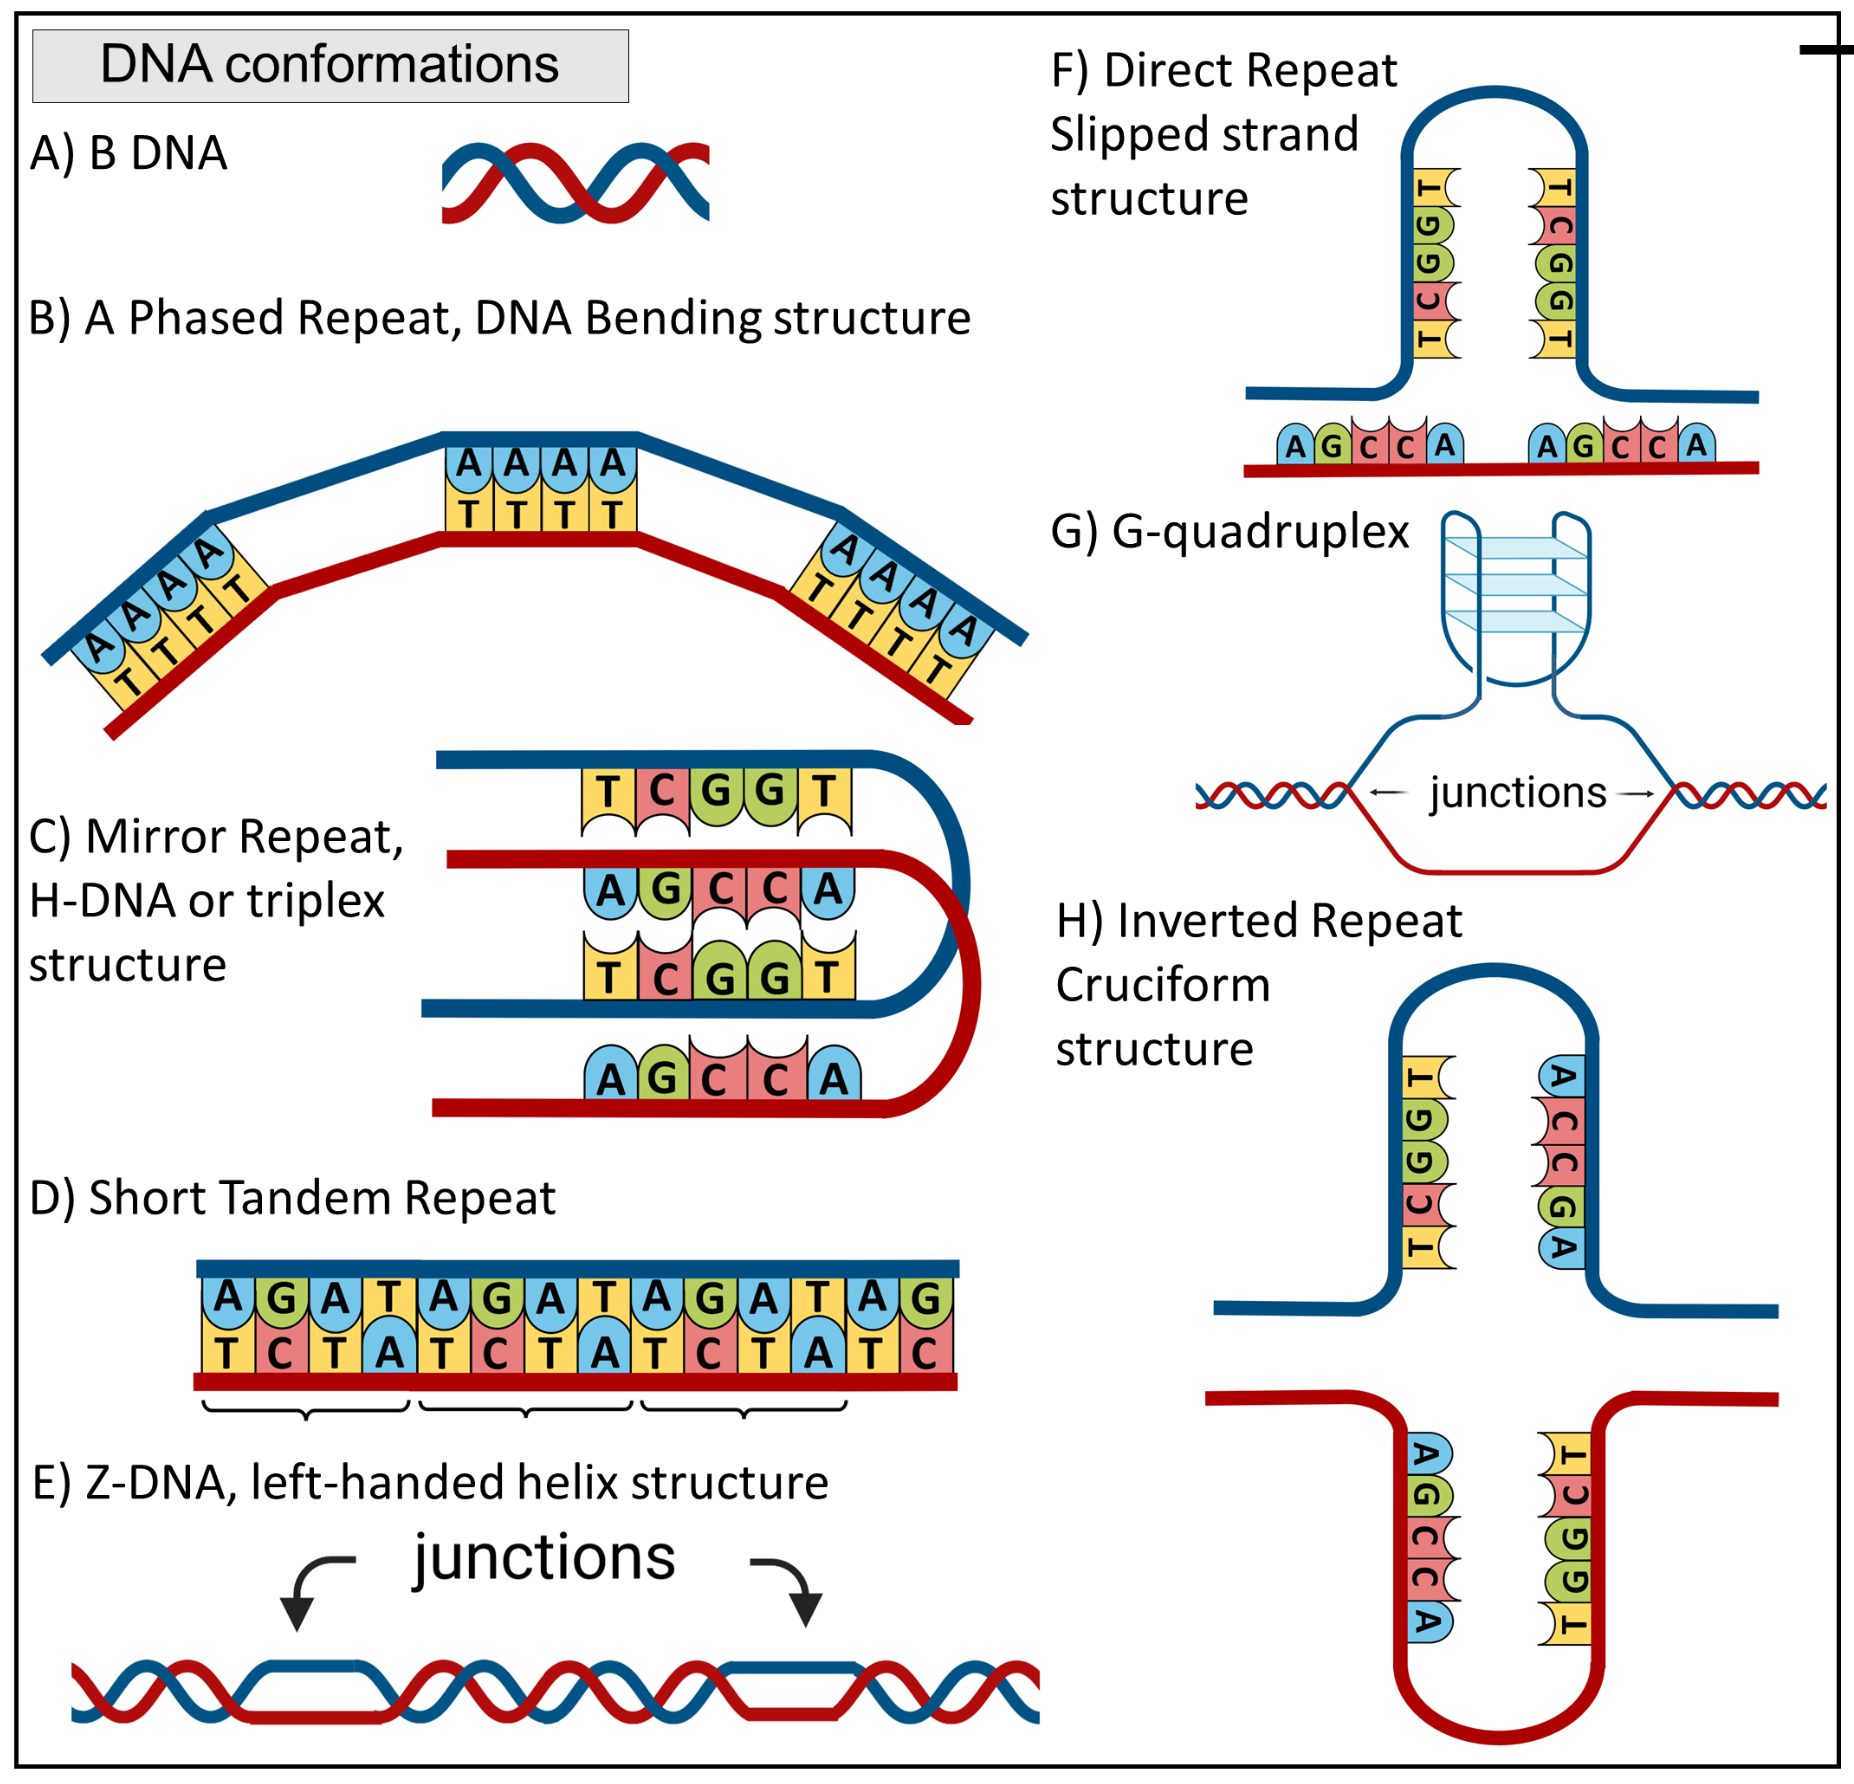 DNA conformations
A) B DNA
B) A Phased Repeat, DNA Bending structure
A A A A
T T T T
A A A A
T T T T
A A A A
T T T T
C) Mirror Repeat,
H-DNA or triplex
structure
T C G G T
A G C C A
T C G G T
A G C C A
D) Short Tandem Repeat
A G A T A G A T A G A T A G
T C T A T C T A T C T A T C
E) Z-DNA, left-handed helix structure
junctions
F) Direct Repeat
Slipped strand
structure
T C G G T
T C G G T
A G C C A A G C C A
G) G-quadruplex
junctions
H) Inverted Repeat
Cruciform
structure
T C G G T
A C C G A
A G C C A
T C G G T